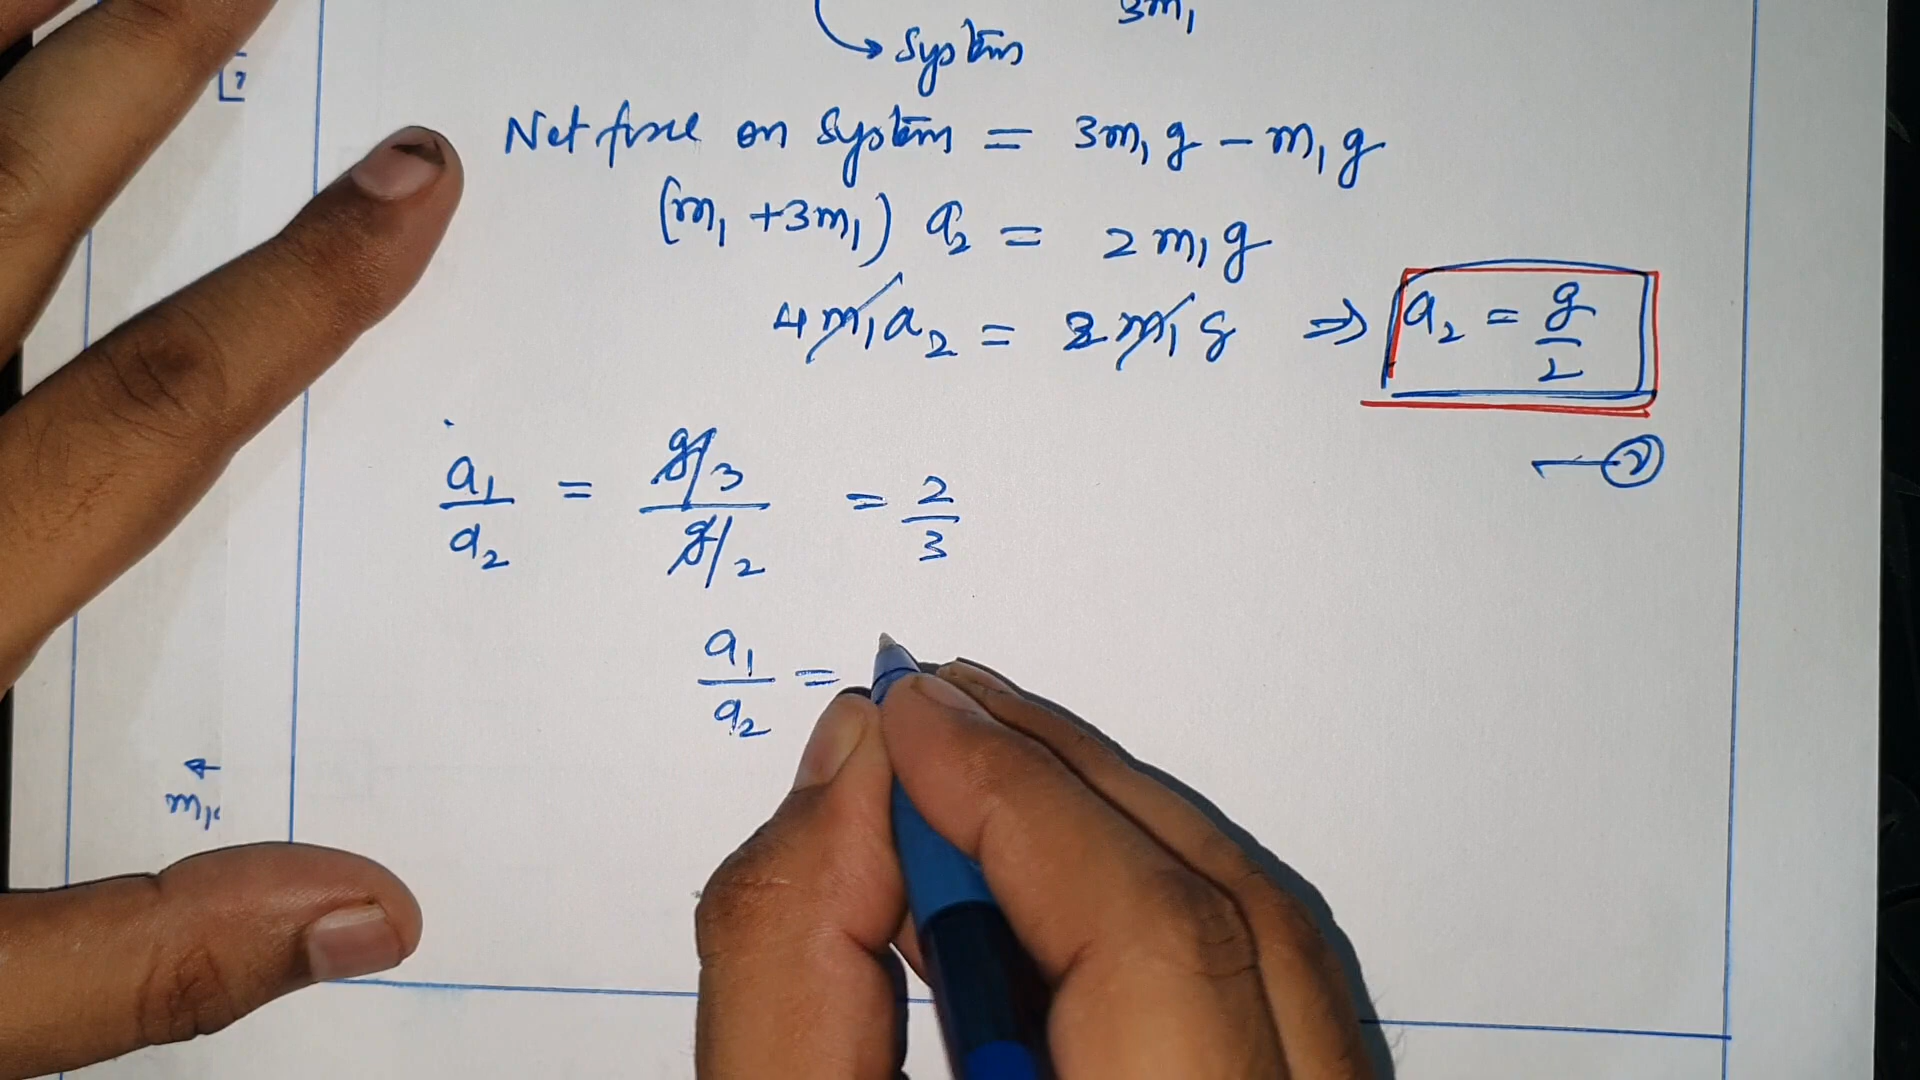 3m₁
System
Net force on System = 3m₁g - m₁g
(m₁ + 3m₁) a₂ = 2m₁g
4m₁a₂ = 2m₁g ⇒ a₂ = g/2
2
a₁/a₂ = (g/3)/(g/2) = 2/3
a₁/a₂ =